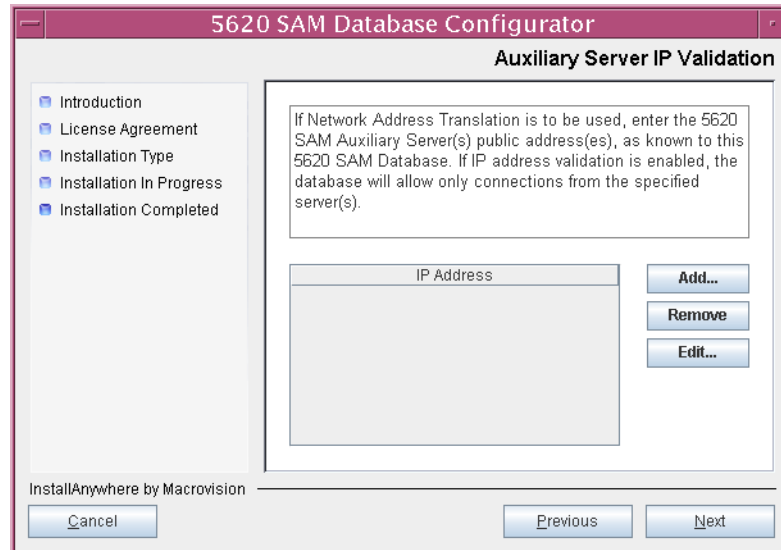 5620 SAM Database Configurator
Auxiliary Server IP Validation
Introduction
License Agreement
Installation Type
Installation In Progress
Installation Completed
If Network Address Translation is to be used, enter the 5620
SAM Auxiliary Server(s) public address(es), as known to this
5620 SAM Database. If IP address validation is enabled, the
database will allow only connections from the specified
server(s).
IP Address
Add...
Remove
Edit...
InstallAnywhere by Macrovision
Cancel
Previous
Next